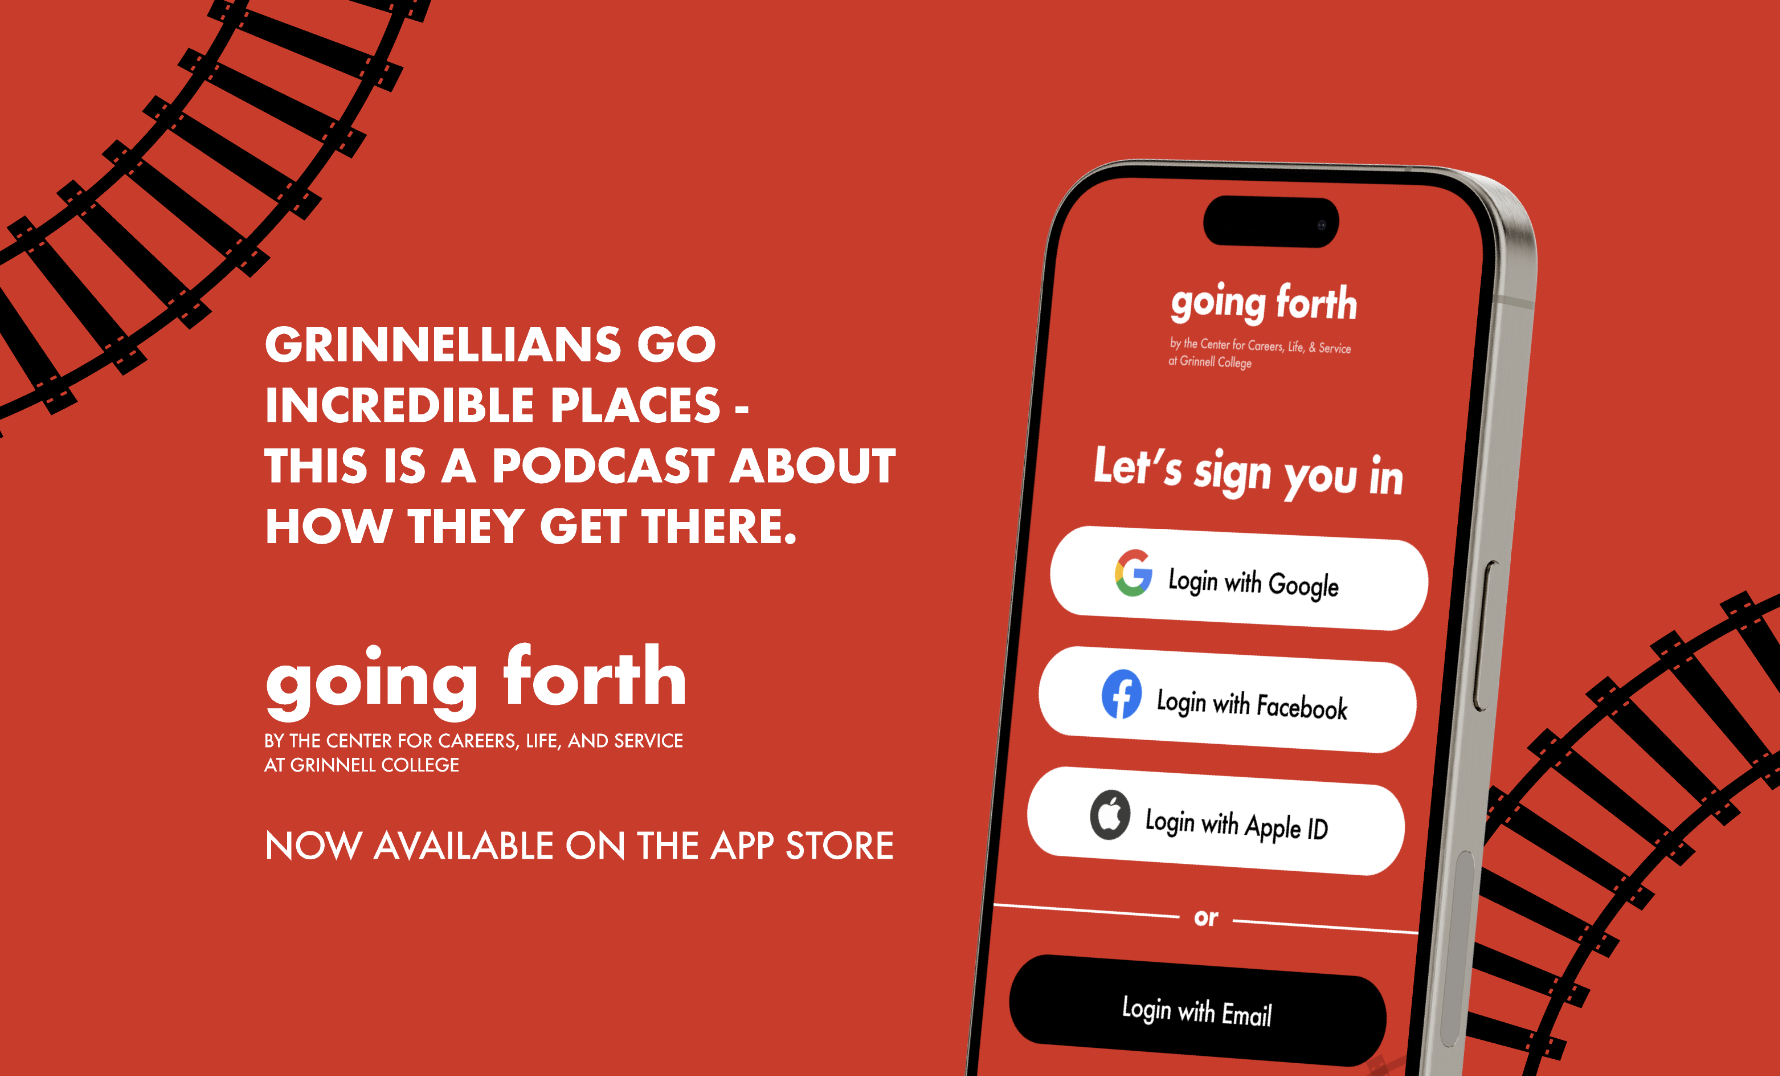 GRINNELLIANS GO
INCREDIBLE PLACES -
THIS IS A PODCAST ABOUT
HOW THEY GET THERE.
going forth
BY THE CENTER FOR CAREERS, LIFE, AND SERVICE
AT GRINNELL COLLEGE
NOW AVAILABLE ON THE APP STORE
going forth
by the Center for Careers, Life, & Service
at Grinnell College
Let's sign you in
Login with Google
Login with Facebook
Login with Apple ID
or
Login with Email